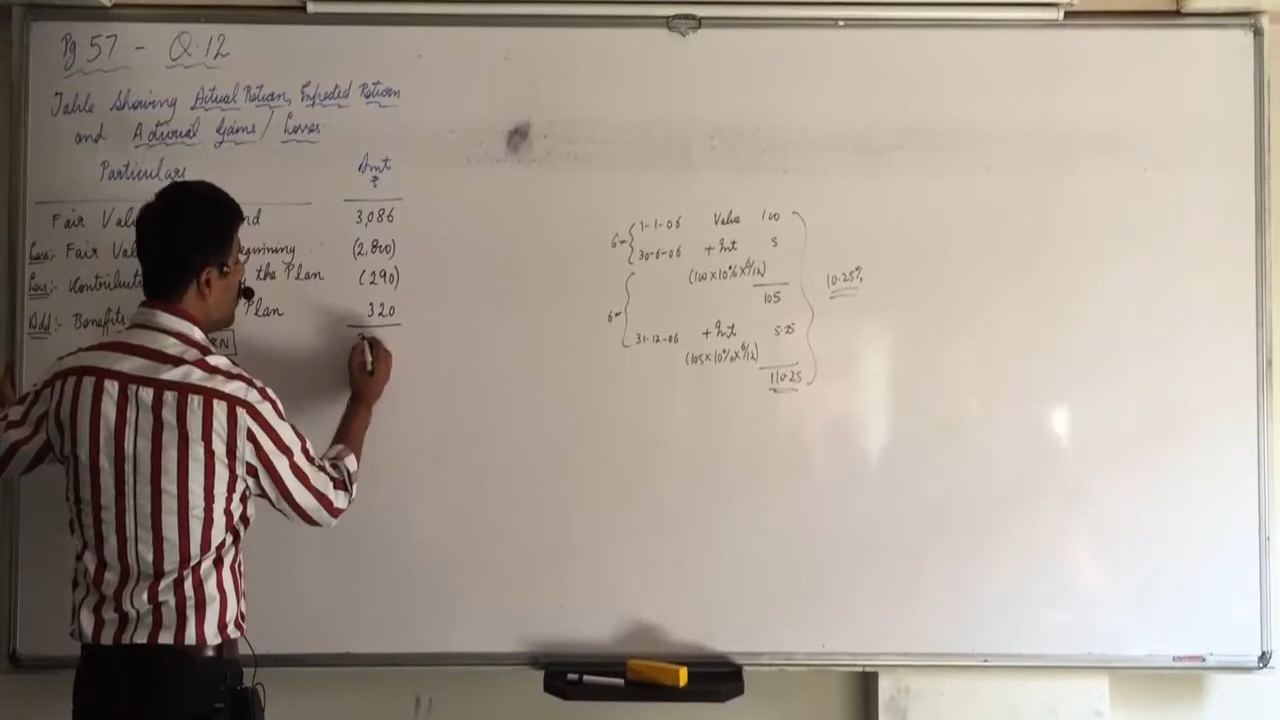 Pg 57 - Q.12
Table Showing Actual Return, Expected Return
and Acturial Gains / Losses
Particulars Amt
₹
Fair Val nd 3,086
Less:- Fair Val eginning (2,800)
Less:- Contributi the Plan (290)
Add:- Benefits Plan 320
RN
1-1-06 Value 100
6m
30-6-06 + Int 5
(100×10%×6/12)
105
6m
31-12-06 + Int 5.25
(105×10%×6/12)
110.25
10.25%